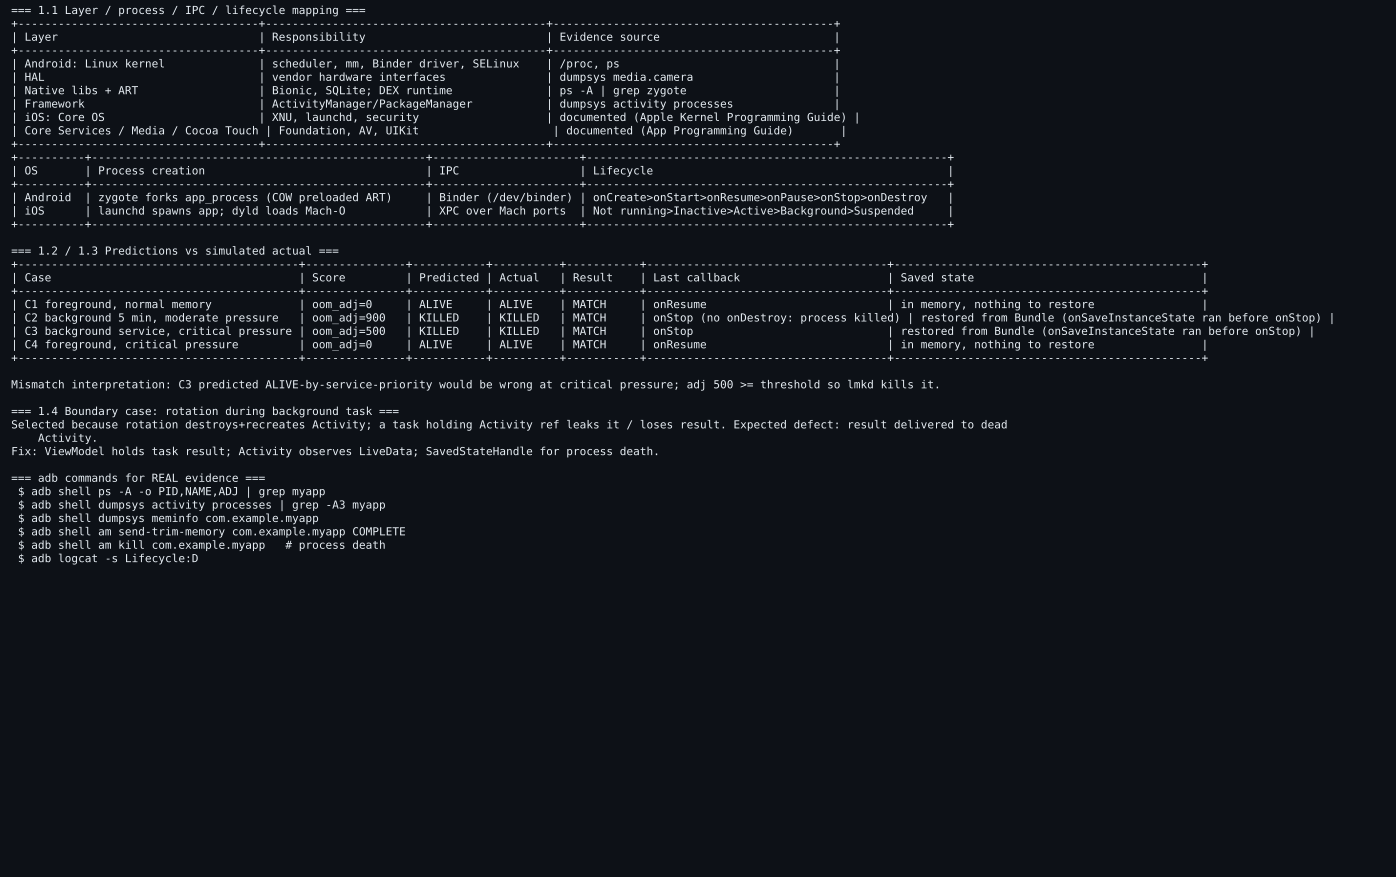 === 1.1 Layer / process / IPC / lifecycle mapping ===
+------------------------------------+------------------------------------------+------------------------------------------+
| Layer | Responsibility | Evidence source |
+------------------------------------+------------------------------------------+------------------------------------------+
| Android: Linux kernel | scheduler, mm, Binder driver, SELinux | /proc, ps |
| HAL | vendor hardware interfaces | dumpsys media.camera |
| Native libs + ART | Bionic, SQLite; DEX runtime | ps -A | grep zygote |
| Framework | ActivityManager/PackageManager | dumpsys activity processes |
| iOS: Core OS | XNU, launchd, security | documented (Apple Kernel Programming Guide) |
| Core Services / Media / Cocoa Touch | Foundation, AV, UIKit | documented (App Programming Guide) |
+------------------------------------+------------------------------------------+------------------------------------------+
+----------+--------------------------------------------------+----------------------+------------------------------------------------------+
| OS | Process creation | IPC | Lifecycle |
+----------+--------------------------------------------------+----------------------+------------------------------------------------------+
| Android | zygote forks app_process (COW preloaded ART) | Binder (/dev/binder) | onCreate>onStart>onResume>onPause>onStop>onDestroy |
| iOS | launchd spawns app; dyld loads Mach-O | XPC over Mach ports | Not running>Inactive>Active>Background>Suspended |
+----------+--------------------------------------------------+----------------------+------------------------------------------------------+
=== 1.2 / 1.3 Predictions vs simulated actual ===
+------------------------------------------+---------------+-----------+----------+-----------+------------------------------------+----------------------------------------------+
| Case | Score | Predicted | Actual | Result | Last callback | Saved state |
+------------------------------------------+---------------+-----------+----------+-----------+------------------------------------+----------------------------------------------+
| C1 foreground, normal memory | oom_adj=0 | ALIVE | ALIVE | MATCH | onResume | in memory, nothing to restore |
| C2 background 5 min, moderate pressure | oom_adj=900 | KILLED | KILLED | MATCH | onStop (no onDestroy: process killed) | restored from Bundle (onSaveInstanceState ran before onStop) |
| C3 background service, critical pressure | oom_adj=500 | KILLED | KILLED | MATCH | onStop | restored from Bundle (onSaveInstanceState ran before onStop) |
| C4 foreground, critical pressure | oom_adj=0 | ALIVE | ALIVE | MATCH | onResume | in memory, nothing to restore |
+------------------------------------------+---------------+-----------+----------+-----------+------------------------------------+----------------------------------------------+
Mismatch interpretation: C3 predicted ALIVE-by-service-priority would be wrong at critical pressure; adj 500 >= threshold so lmkd kills it.
=== 1.4 Boundary case: rotation during background task ===
Selected because rotation destroys+recreates Activity; a task holding Activity ref leaks it / loses result. Expected defect: result delivered to dead
Activity.
Fix: ViewModel holds task result; Activity observes LiveData; SavedStateHandle for process death.
=== adb commands for REAL evidence ===
$ adb shell ps -A -o PID,NAME,ADJ | grep myapp
$ adb shell dumpsys activity processes | grep -A3 myapp
$ adb shell dumpsys meminfo com.example.myapp
$ adb shell am send-trim-memory com.example.myapp COMPLETE
$ adb shell am kill com.example.myapp # process death
$ adb logcat -s Lifecycle:D